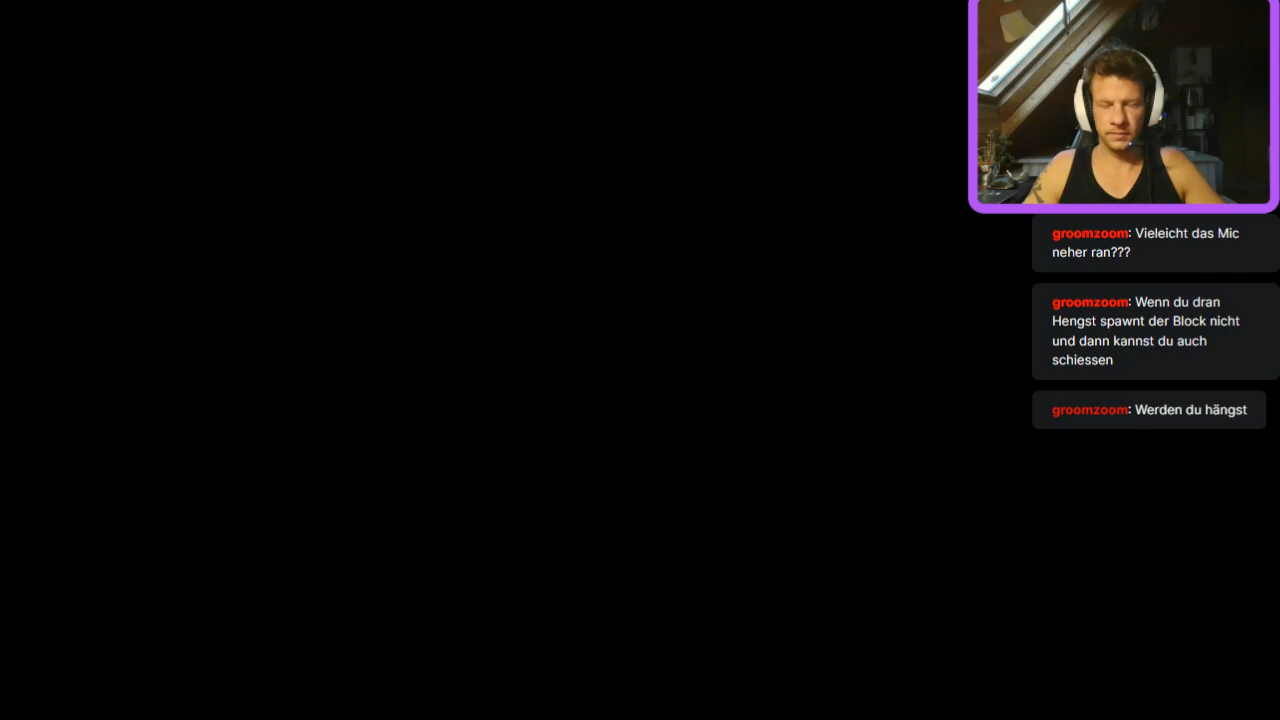 groomzoom: Vieleicht das Mic
neher ran???
groomzoom: Wenn du dran
Hengst spawnt der Block nicht
und dann kannst du auch
schiessen
groomzoom: Werden du hängst